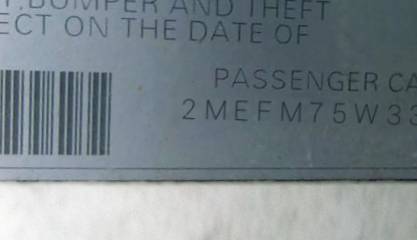 , BUMPER AND THEFT
ECT ON THE DATE OF
PASSENGER CA
2MEFM75W33